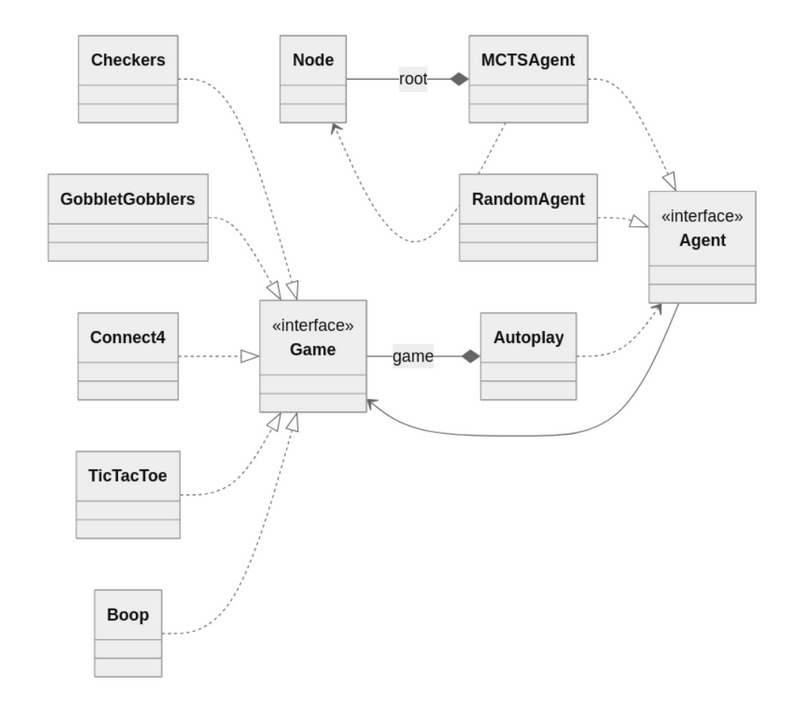 Checkers
Node
root
MCTSAgent
GobbletGobblers
RandomAgent
«interface»
Agent
Connect4
«interface»
Game
game
Autoplay
TicTacToe
Boop